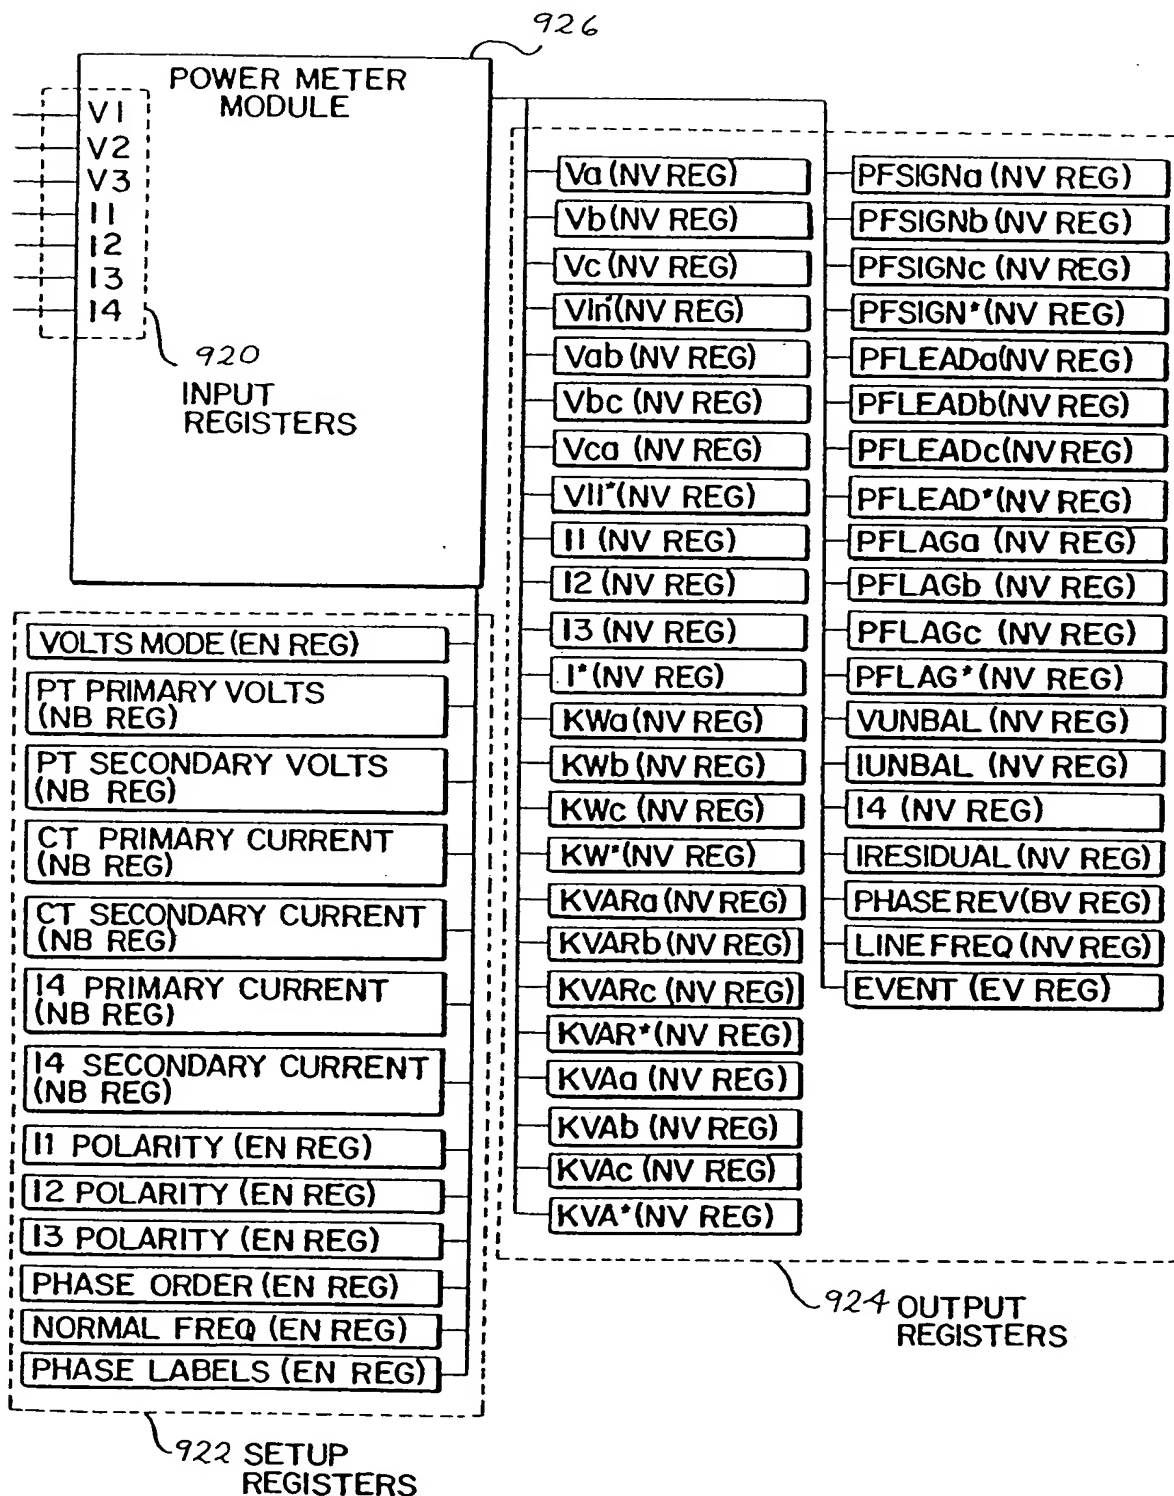 926
POWER METER
MODULE
V1
V2
V3
I1
I2
I3
I4
920
INPUT
REGISTERS
VOLTS MODE (EN REG)
PT PRIMARY VOLTS
(NB REG)
PT SECONDARY VOLTS
(NB REG)
CT PRIMARY CURRENT
(NB REG)
CT SECONDARY CURRENT
(NB REG)
I4 PRIMARY CURRENT
(NB REG)
I4 SECONDARY CURRENT
(NB REG)
I1 POLARITY (EN REG)
I2 POLARITY (EN REG)
I3 POLARITY (EN REG)
PHASE ORDER (EN REG)
NORMAL FREQ (EN REG)
PHASE LABELS (EN REG)
922 SETUP
REGISTERS
Va (NV REG)
Vb (NV REG)
Vc (NV REG)
Vln* (NV REG)
Vab (NV REG)
Vbc (NV REG)
Vca (NV REG)
Vll* (NV REG)
I1 (NV REG)
I2 (NV REG)
I3 (NV REG)
I* (NV REG)
KWa (NV REG)
KWb (NV REG)
KWc (NV REG)
KW* (NV REG)
KVARa (NV REG)
KVARb (NV REG)
KVARc (NV REG)
KVAR* (NV REG)
KVAa (NV REG)
KVAb (NV REG)
KVAc (NV REG)
KVA* (NV REG)
PFSIGNa (NV REG)
PFSIGNb (NV REG)
PFSIGNc (NV REG)
PFSIGN* (NV REG)
PFLEADa (NV REG)
PFLEADb (NV REG)
PFLEADc (NV REG)
PFLEAD* (NV REG)
PFLAGa (NV REG)
PFLAGb (NV REG)
PFLAGc (NV REG)
PFLAG* (NV REG)
VUNBAL (NV REG)
IUNBAL (NV REG)
I4 (NV REG)
IRESIDUAL (NV REG)
PHASE REV (BV REG)
LINE FREQ (NV REG)
EVENT (EV REG)
924 OUTPUT
REGISTERS